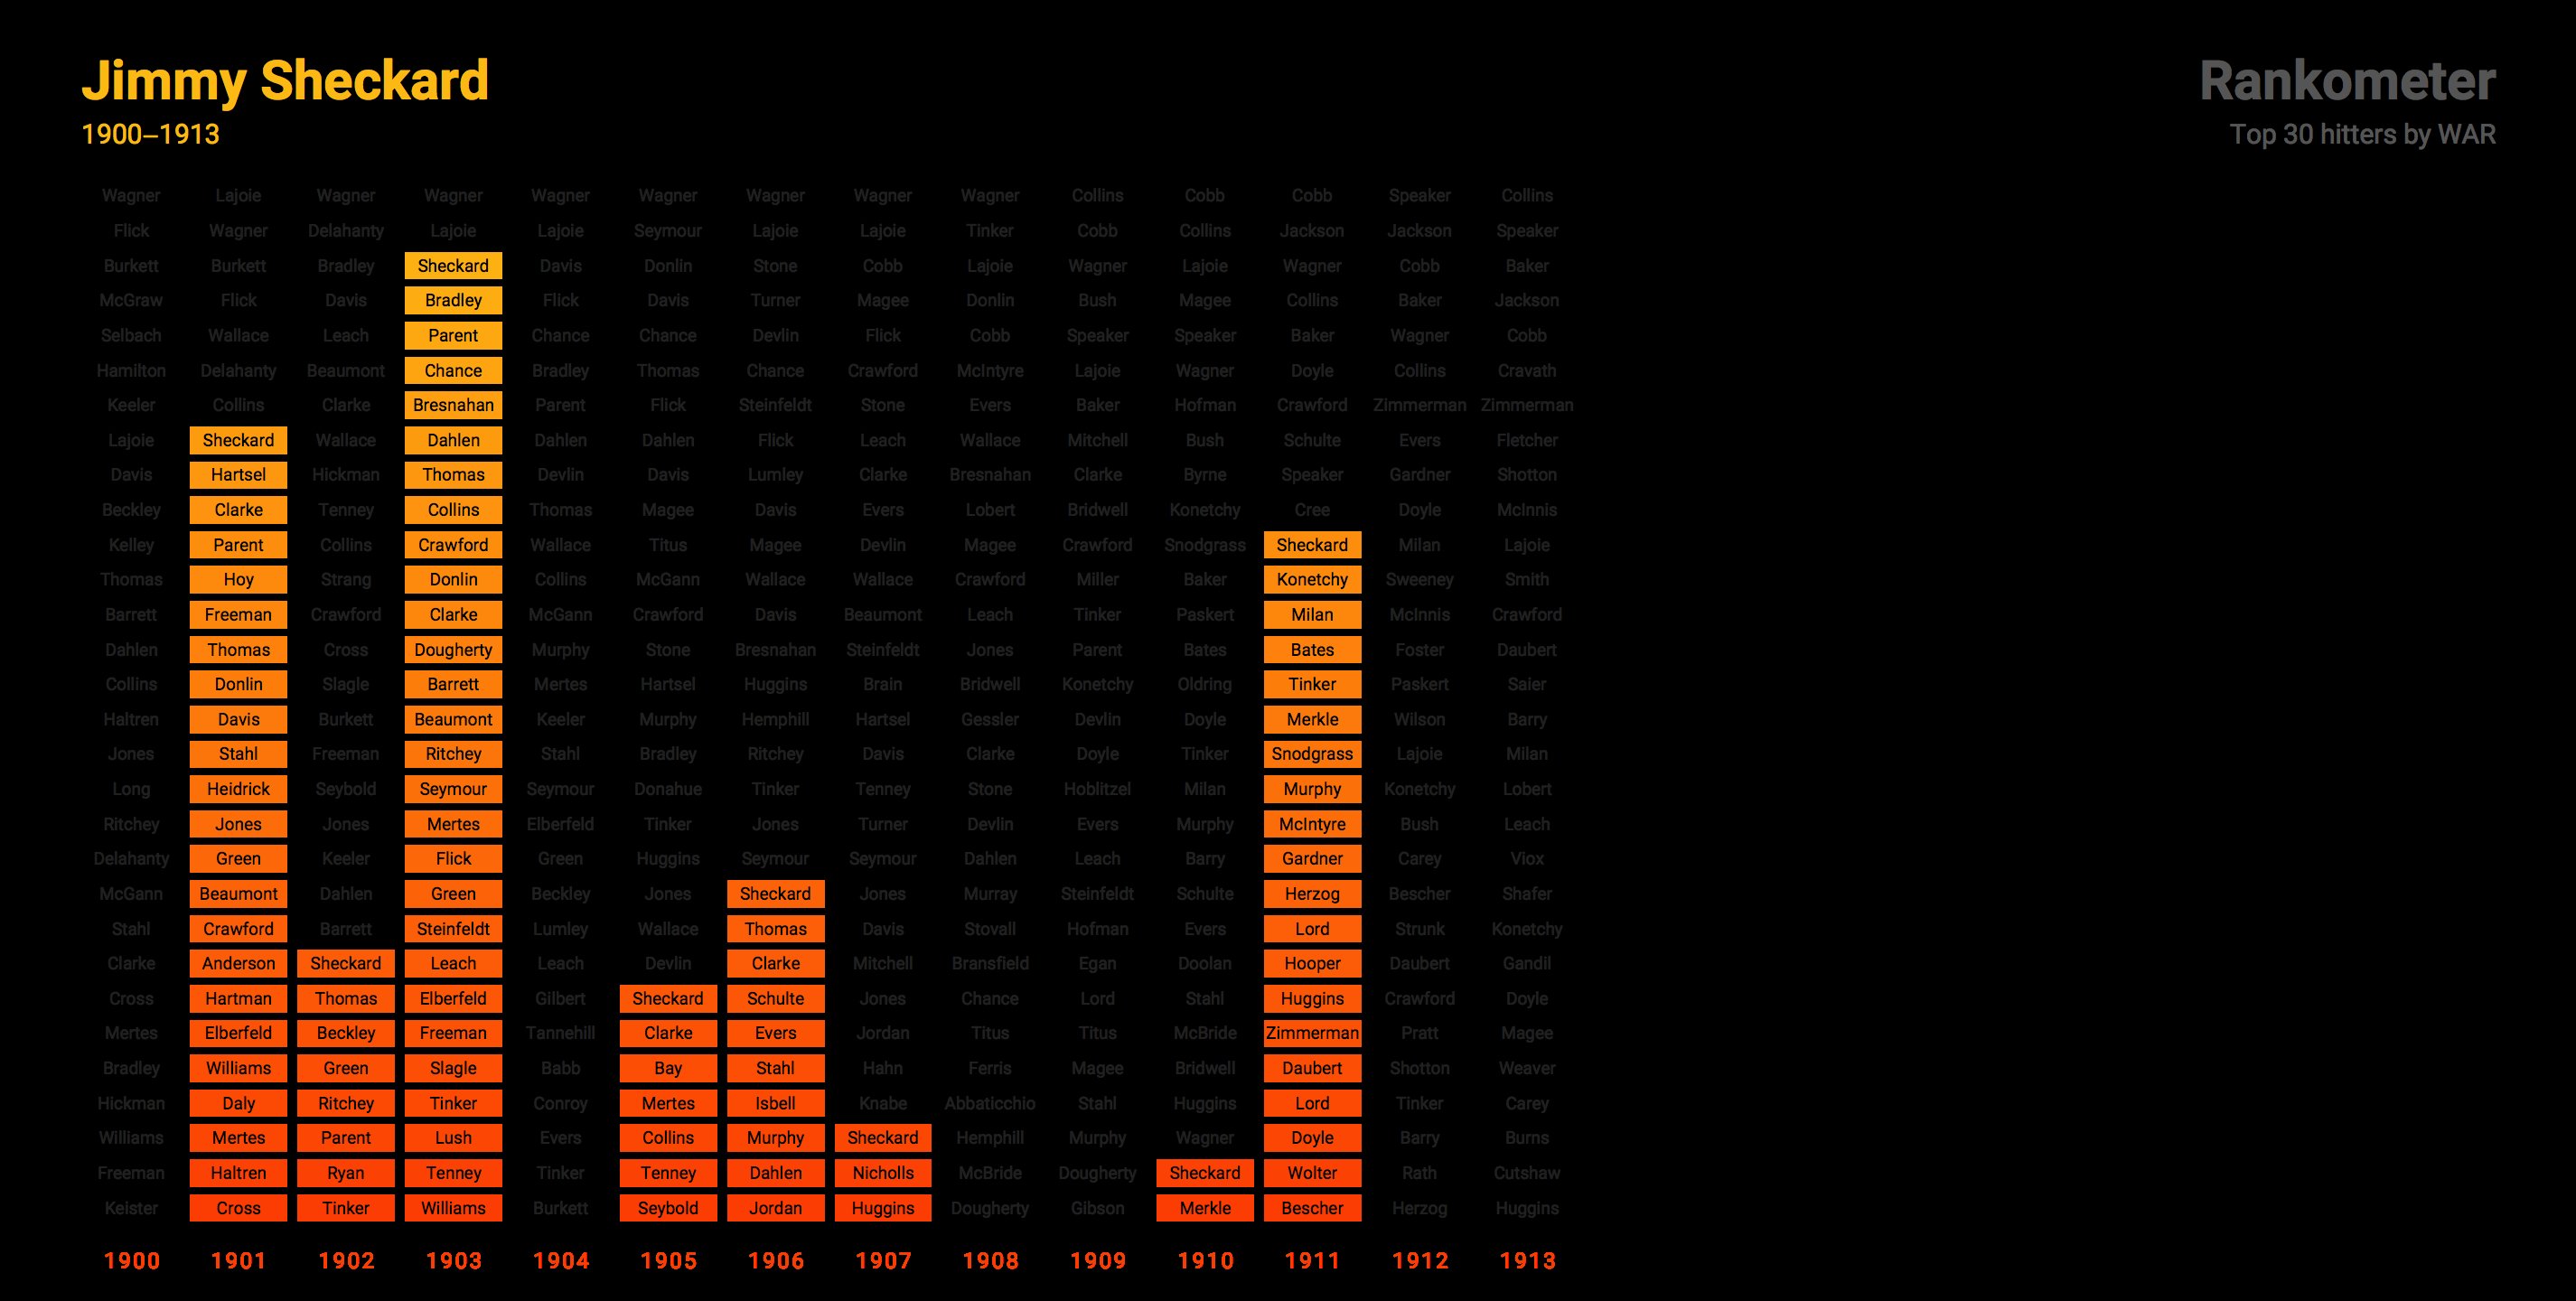 Jimmy Sheckard
1900–1913
Rankometer
Top 30 hitters by WAR
Wagner Lajoie Wagner Wagner Wagner Wagner Wagner Wagner Wagner Collins Cobb Cobb Speaker Collins
Flick Wagner Delahanty Lajoie Lajoie Seymour Lajoie Lajoie Tinker Cobb Collins Jackson Jackson Speaker
Burkett Burkett Bradley Sheckard Davis Donlin Stone Cobb Lajoie Wagner Lajoie Wagner Cobb Baker
McGraw Flick Davis Bradley Flick Davis Turner Magee Donlin Bush Magee Collins Baker Jackson
Selbach Wallace Leach Parent Chance Chance Devlin Flick Cobb Speaker Speaker Baker Wagner Cobb
Hamilton Delahanty Beaumont Chance Bradley Thomas Chance Crawford McIntyre Lajoie Wagner Doyle Collins Cravath
Keeler Collins Clarke Bresnahan Parent Flick Steinfeldt Stone Evers Baker Hofman Crawford Zimmerman Zimmerman
Lajoie Sheckard Wallace Dahlen Dahlen Dahlen Flick Leach Wallace Mitchell Bush Schulte Evers Fletcher
Davis Hartsel Hickman Thomas Devlin Davis Lumley Clarke Bresnahan Clarke Byrne Speaker Gardner Shotton
Beckley Clarke Tenney Collins Thomas Magee Davis Evers Lobert Bridwell Konetchy Cree Doyle McInnis
Kelley Parent Collins Crawford Wallace Titus Magee Devlin Magee Crawford Snodgrass Sheckard Milan Lajoie
Thomas Hoy Strang Donlin Collins McGann Wallace Wallace Crawford Miller Baker Konetchy Sweeney Smith
Barrett Freeman Crawford Clarke McGann Crawford Davis Beaumont Leach Tinker Paskert Milan McInnis Crawford
Dahlen Thomas Cross Dougherty Murphy Stone Bresnahan Steinfeldt Jones Parent Bates Bates Foster Daubert
Collins Donlin Slagle Barrett Mertes Hartsel Huggins Brain Bridwell Konetchy Oldring Tinker Paskert Saier
Haltren Davis Burkett Beaumont Keeler Murphy Hemphill Hartsel Gessler Devlin Doyle Merkle Wilson Barry
Jones Stahl Freeman Ritchey Stahl Bradley Ritchey Davis Clarke Doyle Tinker Snodgrass Lajoie Milan
Long Heidrick Seybold Seymour Seymour Donahue Tinker Tenney Stone Hoblitzel Milan Murphy Konetchy Lobert
Ritchey Jones Jones Mertes Elberfeld Tinker Jones Turner Devlin Evers Murphy McIntyre Bush Leach
Delahanty Green Keeler Flick Green Huggins Seymour Seymour Dahlen Leach Barry Gardner Carey Viox
McGann Beaumont Dahlen Green Beckley Jones Sheckard Jones Murray Steinfeldt Schulte Herzog Bescher Shafer
Stahl Crawford Barrett Steinfeldt Lumley Wallace Thomas Davis Stovall Hofman Evers Lord Strunk Konetchy
Clarke Anderson Sheckard Leach Leach Devlin Clarke Mitchell Bransfield Egan Doolan Hooper Daubert Gandil
Cross Hartman Thomas Elberfeld Gilbert Sheckard Schulte Jones Chance Lord Stahl Huggins Crawford Doyle
Mertes Elberfeld Beckley Freeman Tannehill Clarke Evers Jordan Titus Titus McBride Zimmerman Pratt Magee
Bradley Williams Green Slagle Babb Bay Stahl Hahn Ferris Magee Bridwell Daubert Shotton Weaver
Hickman Daly Ritchey Tinker Conroy Mertes Isbell Knabe Abbaticchio Stahl Huggins Lord Tinker Carey
Williams Mertes Parent Lush Evers Collins Murphy Sheckard Hemphill Murphy Wagner Doyle Barry Burns
Freeman Haltren Ryan Tenney Tinker Tenney Dahlen Nicholls McBride Dougherty Sheckard Wolter Rath Cutshaw
Keister Cross Tinker Williams Burkett Seybold Jordan Huggins Dougherty Gibson Merkle Bescher Herzog Huggins
1900 1901 1902 1903 1904 1905 1906 1907 1908 1909 1910 1911 1912 1913